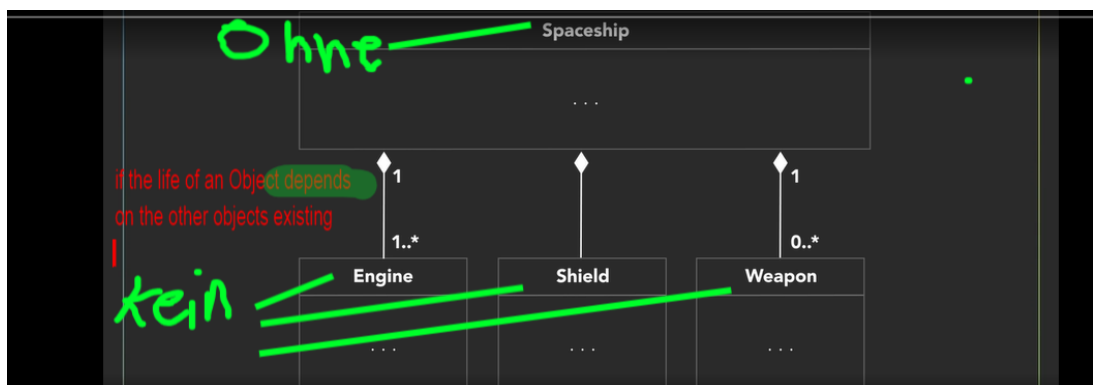 Ohne
Spaceship
...
if the life of an Object depends
on the other objects existing
1
1
1..*
0..*
Engine
Shield
Weapon
kein
...
...
...